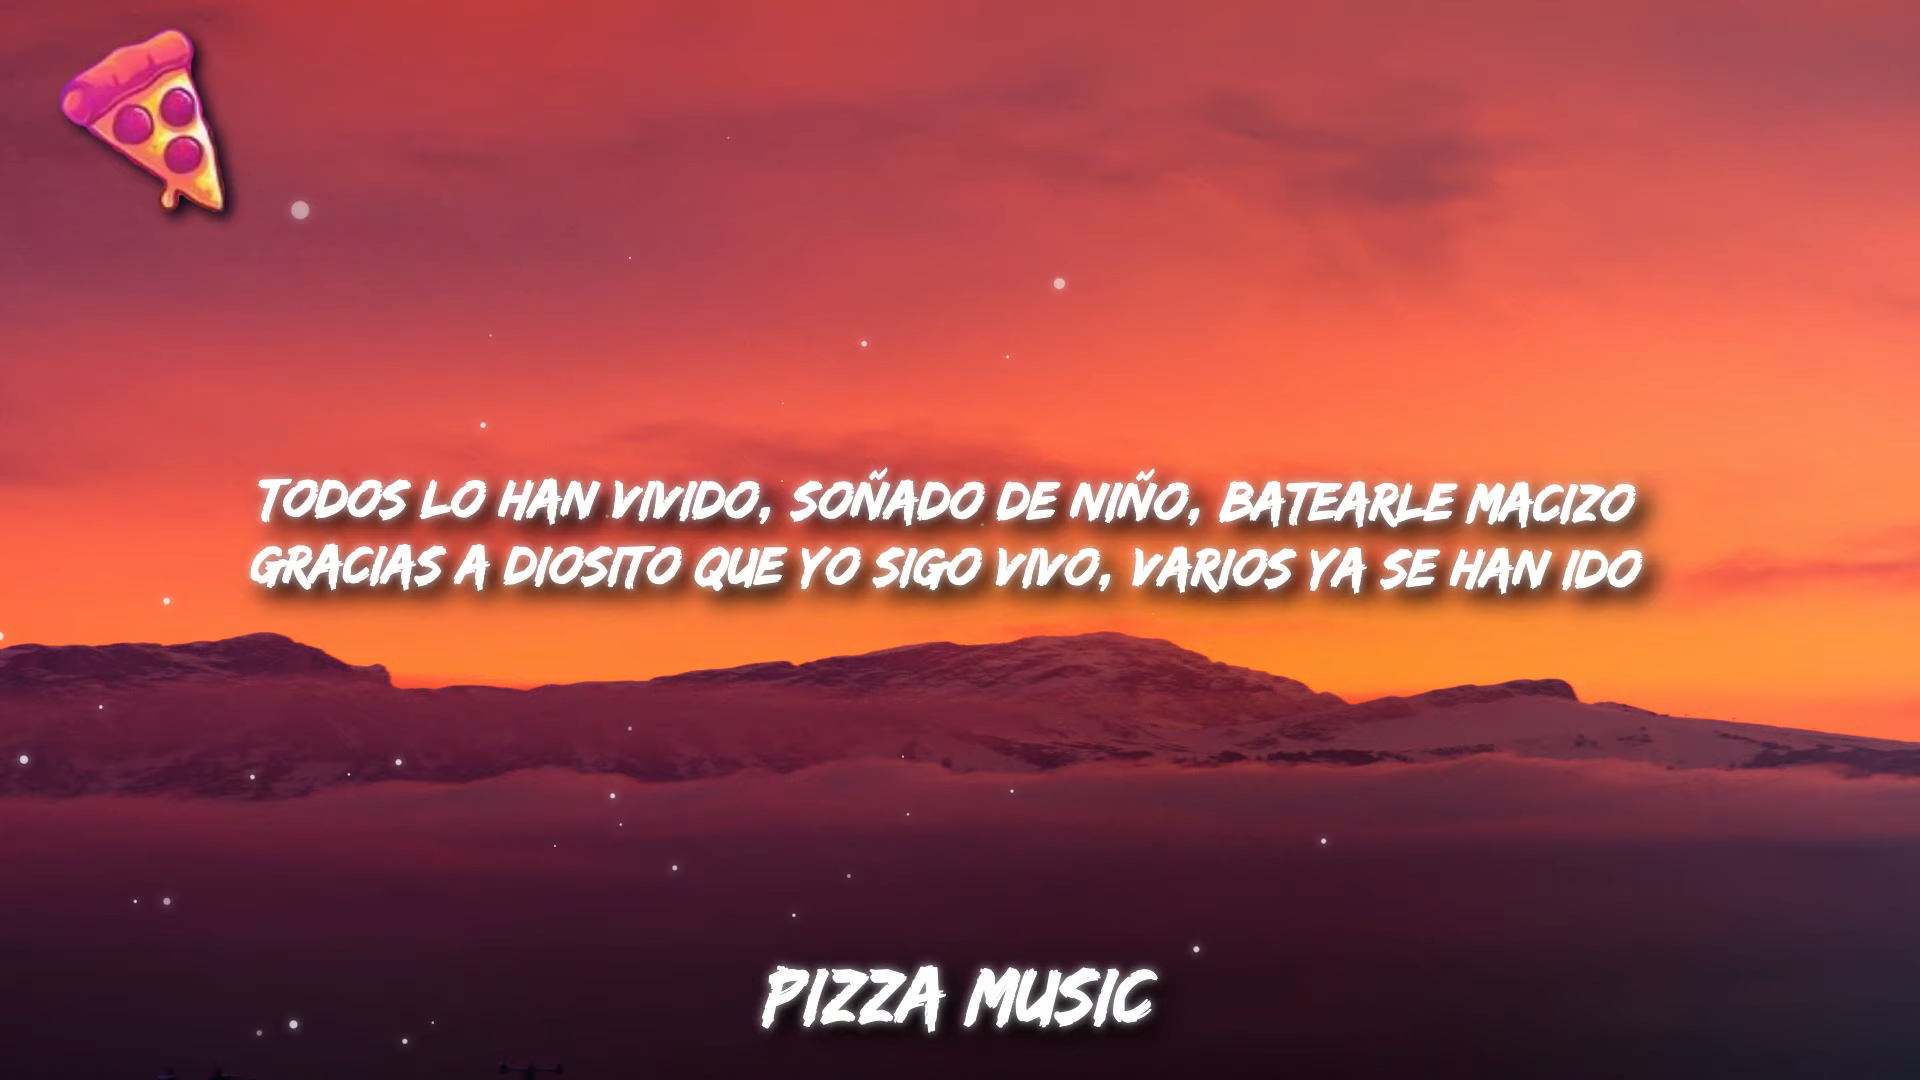 TODOS LO HAN VIVIDO, SOÑADO DE NIÑO, BATEARLE MACIZO
GRACIAS A DIOSITO QUE YO SIGO VIVO, VARIOS YA SE HAN IDO
PIZZA MUSIC